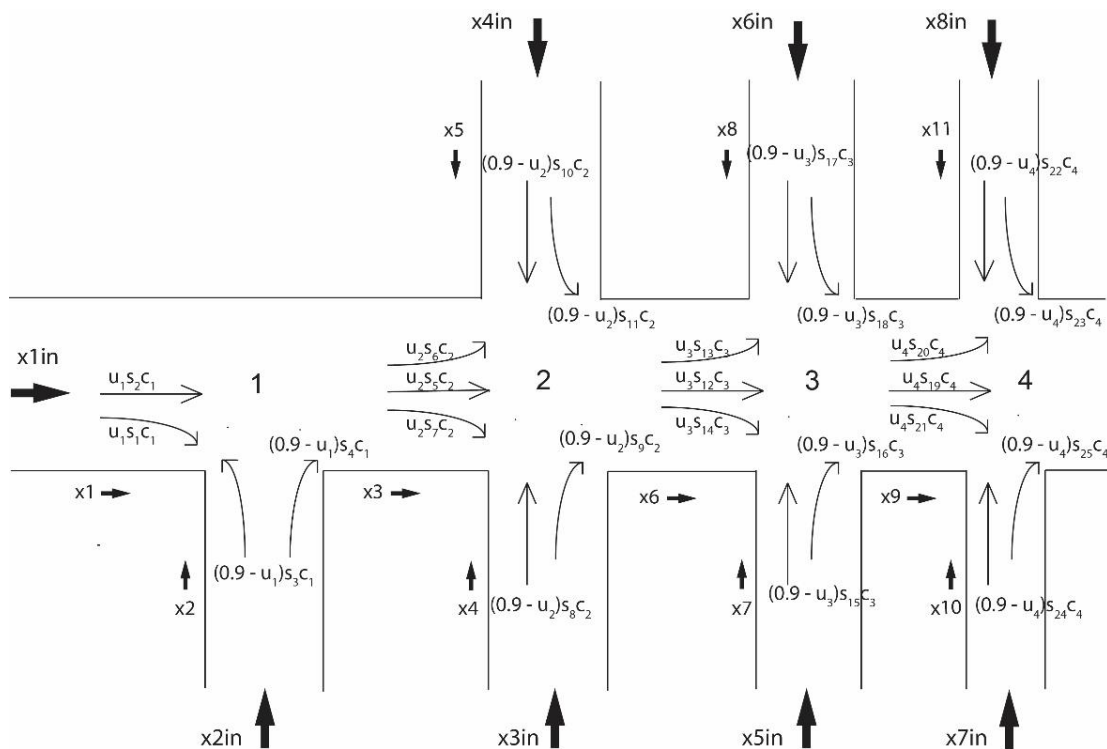 x4in
x6in
x8in
x5
x8
x11
(0.9 - u₂)s₁₀c₂
(0.9 - u₃)s₁₇c₃
(0.9 - u₄)s₂₂c₄
(0.9 - u₂)s₁₁c₂
(0.9 - u₃)s₁₈c₃
(0.9 - u₄)s₂₃c₄
x1in
u₁s₂c₁
u₁s₁c₁
1
u₂s₆c₂
u₂s₅c₂
u₂s₇c₂
2
u₃s₁₃c₃
u₃s₁₂c₃
u₃s₁₄c₃
3
u₄s₂₀c₄
u₄s₁₉c₄
u₄s₂₁c₄
4
(0.9 - u₁)s₄c₁
(0.9 - u₂)s₉c₂
(0.9 - u₃)s₁₆c₃
(0.9 - u₄)s₂₅c₄
x1
x3
x6
x9
x2
(0.9 - u₁)s₃c₁
x4
(0.9 - u₂)s₈c₂
x7
(0.9 - u₃)s₁₅c₃
x10
(0.9 - u₄)s₂₄c₄
x2in
x3in
x5in
x7in